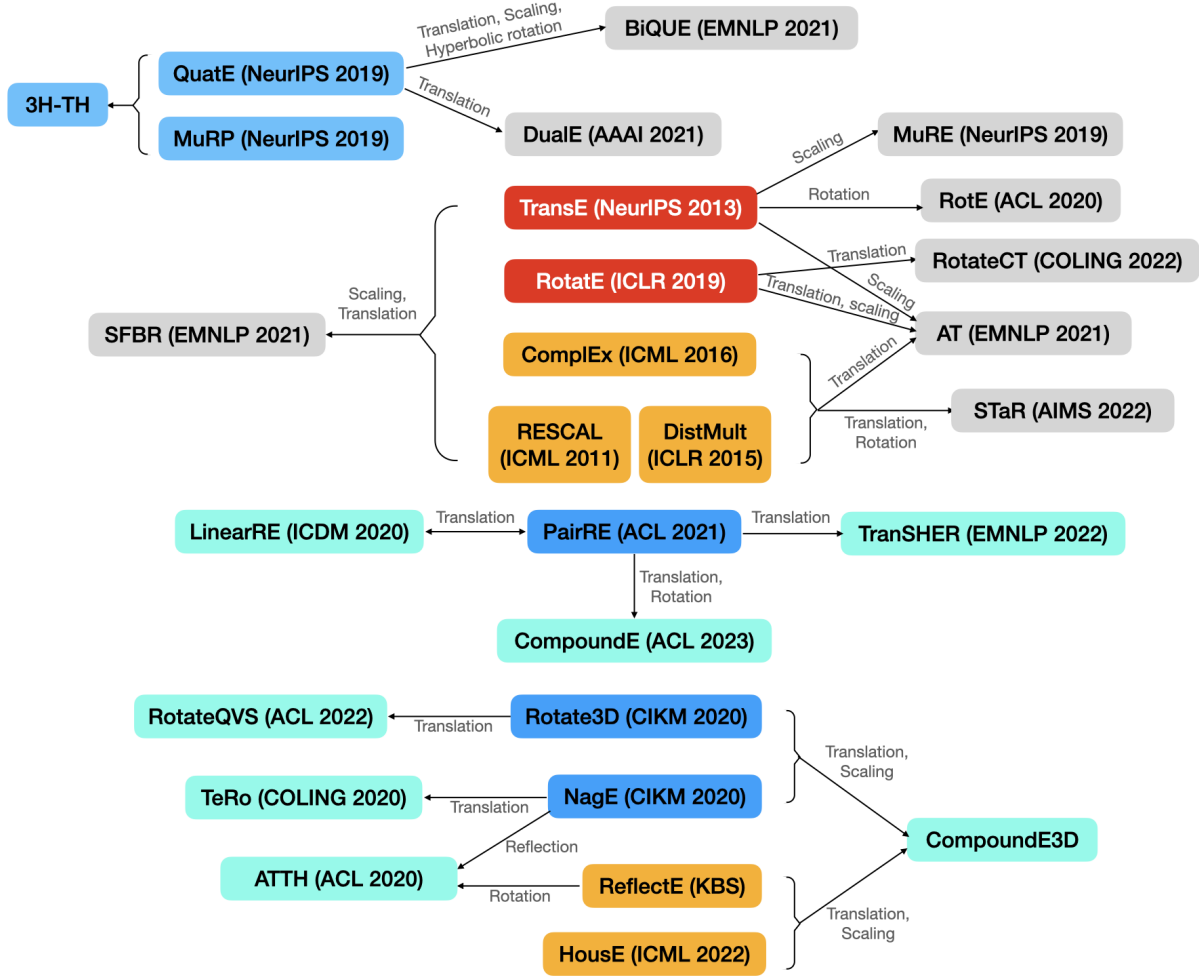 Translation, Scaling,
Hyperbolic rotation
BiQUE (EMNLP 2021)
QuatE (NeurIPS 2019)
3H-TH
Translation
MuRP (NeurIPS 2019)
DualE (AAAI 2021)
MuRE (NeurIPS 2019)
Scaling
TransE (NeurIPS 2013)
Rotation
RotE (ACL 2020)
Translation
RotateCT (COLING 2022)
RotatE (ICLR 2019)
Scaling
Translation, scaling
Scaling,
Translation
SFBR (EMNLP 2021)
AT (EMNLP 2021)
ComplEx (ICML 2016)
Translation
STaR (AIMS 2022)
Translation,
Rotation
RESCAL
(ICML 2011)
DistMult
(ICLR 2015)
LinearRE (ICDM 2020)
Translation
PairRE (ACL 2021)
Translation
TranSHER (EMNLP 2022)
Translation,
Rotation
CompoundE (ACL 2023)
RotateQVS (ACL 2022)
Translation
Rotate3D (CIKM 2020)
Translation,
Scaling
TeRo (COLING 2020)
Translation
NagE (CIKM 2020)
CompoundE3D
Reflection
ATTH (ACL 2020)
Rotation
ReflectE (KBS)
Translation,
Scaling
HousE (ICML 2022)